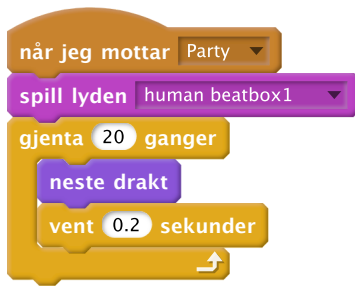 når jeg mottar Party
spill lyden human beatbox1
gjenta 20 ganger
neste drakt
vent 0.2 sekunder